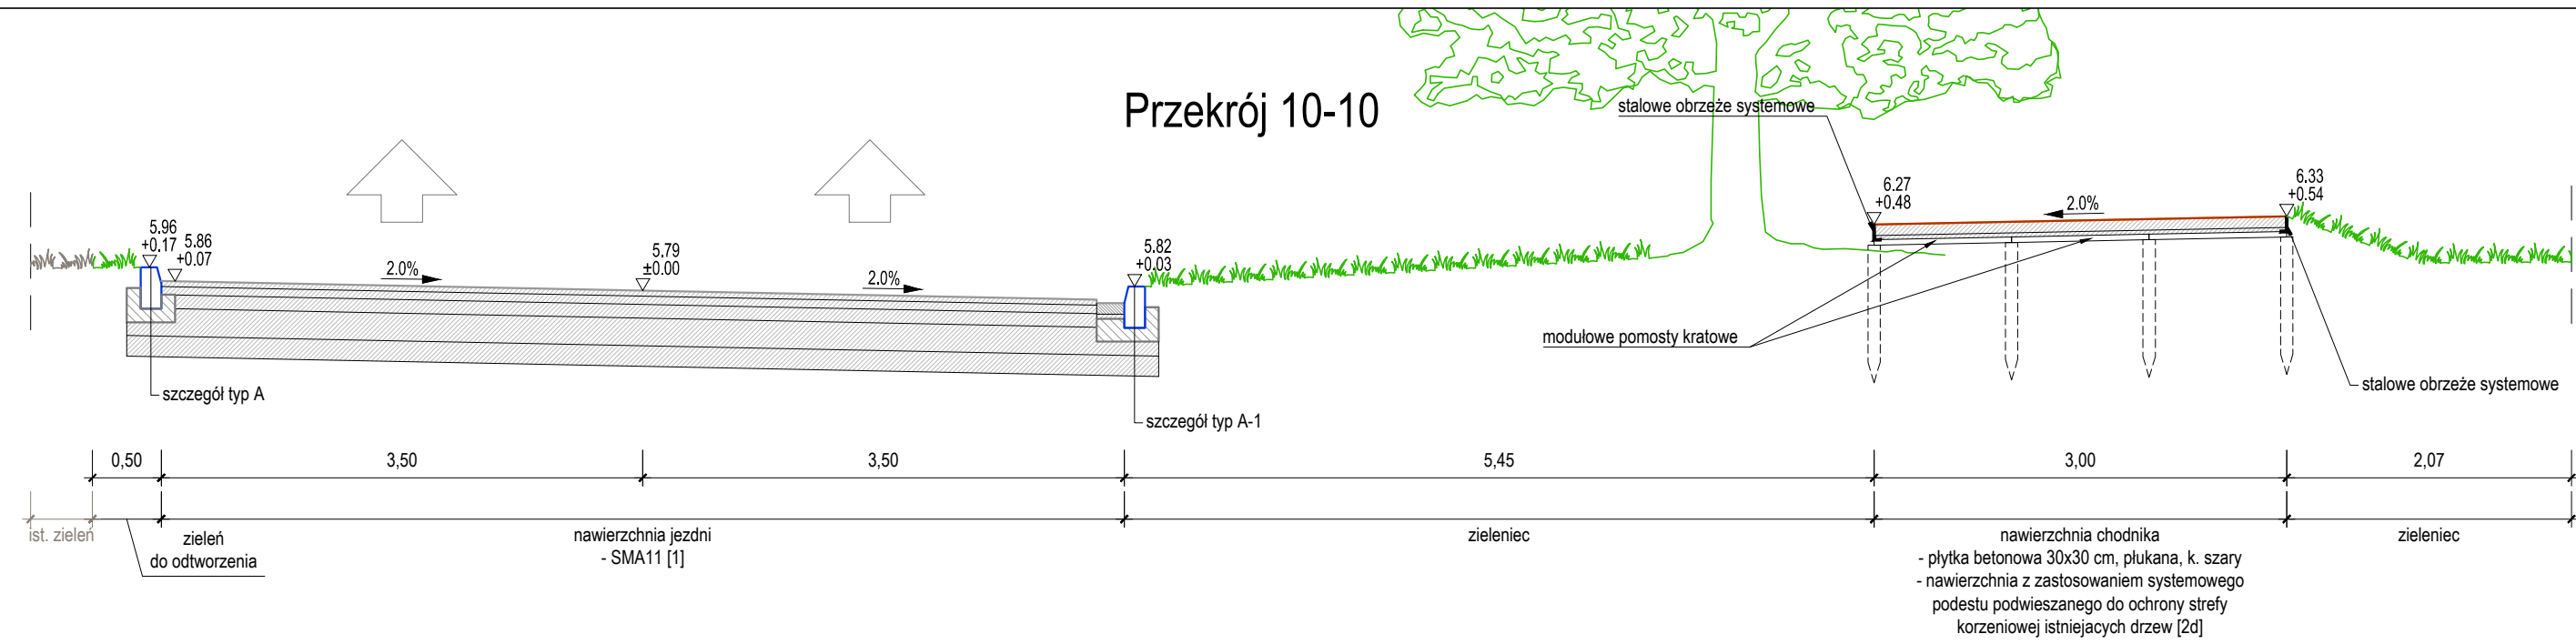 Przekrój 10-10
stalowe obrzeże systemowe
5.96
+0.17
5.86
+0.07
2.0%
5.79
±0.00
2.0%
5.82
+0.03
6.27
+0.48
2.0%
6.33
+0.54
modułowe pomosty kratowe
szczegół typ A
szczegół typ A-1
stalowe obrzeże systemowe
0,50
3,50
3,50
5,45
3,00
2,07
ist. zieleń
zieleń
do odtworzenia
nawierzchnia jezdni
- SMA11 [1]
zieleniec
nawierzchnia chodnika
- płytka betonowa 30x30 cm, płukana, k. szary
- nawierzchnia z zastosowaniem systemowego
podestu podwieszanego do ochrony strefy
korzeniowej istniejacych drzew [2d]
zieleniec